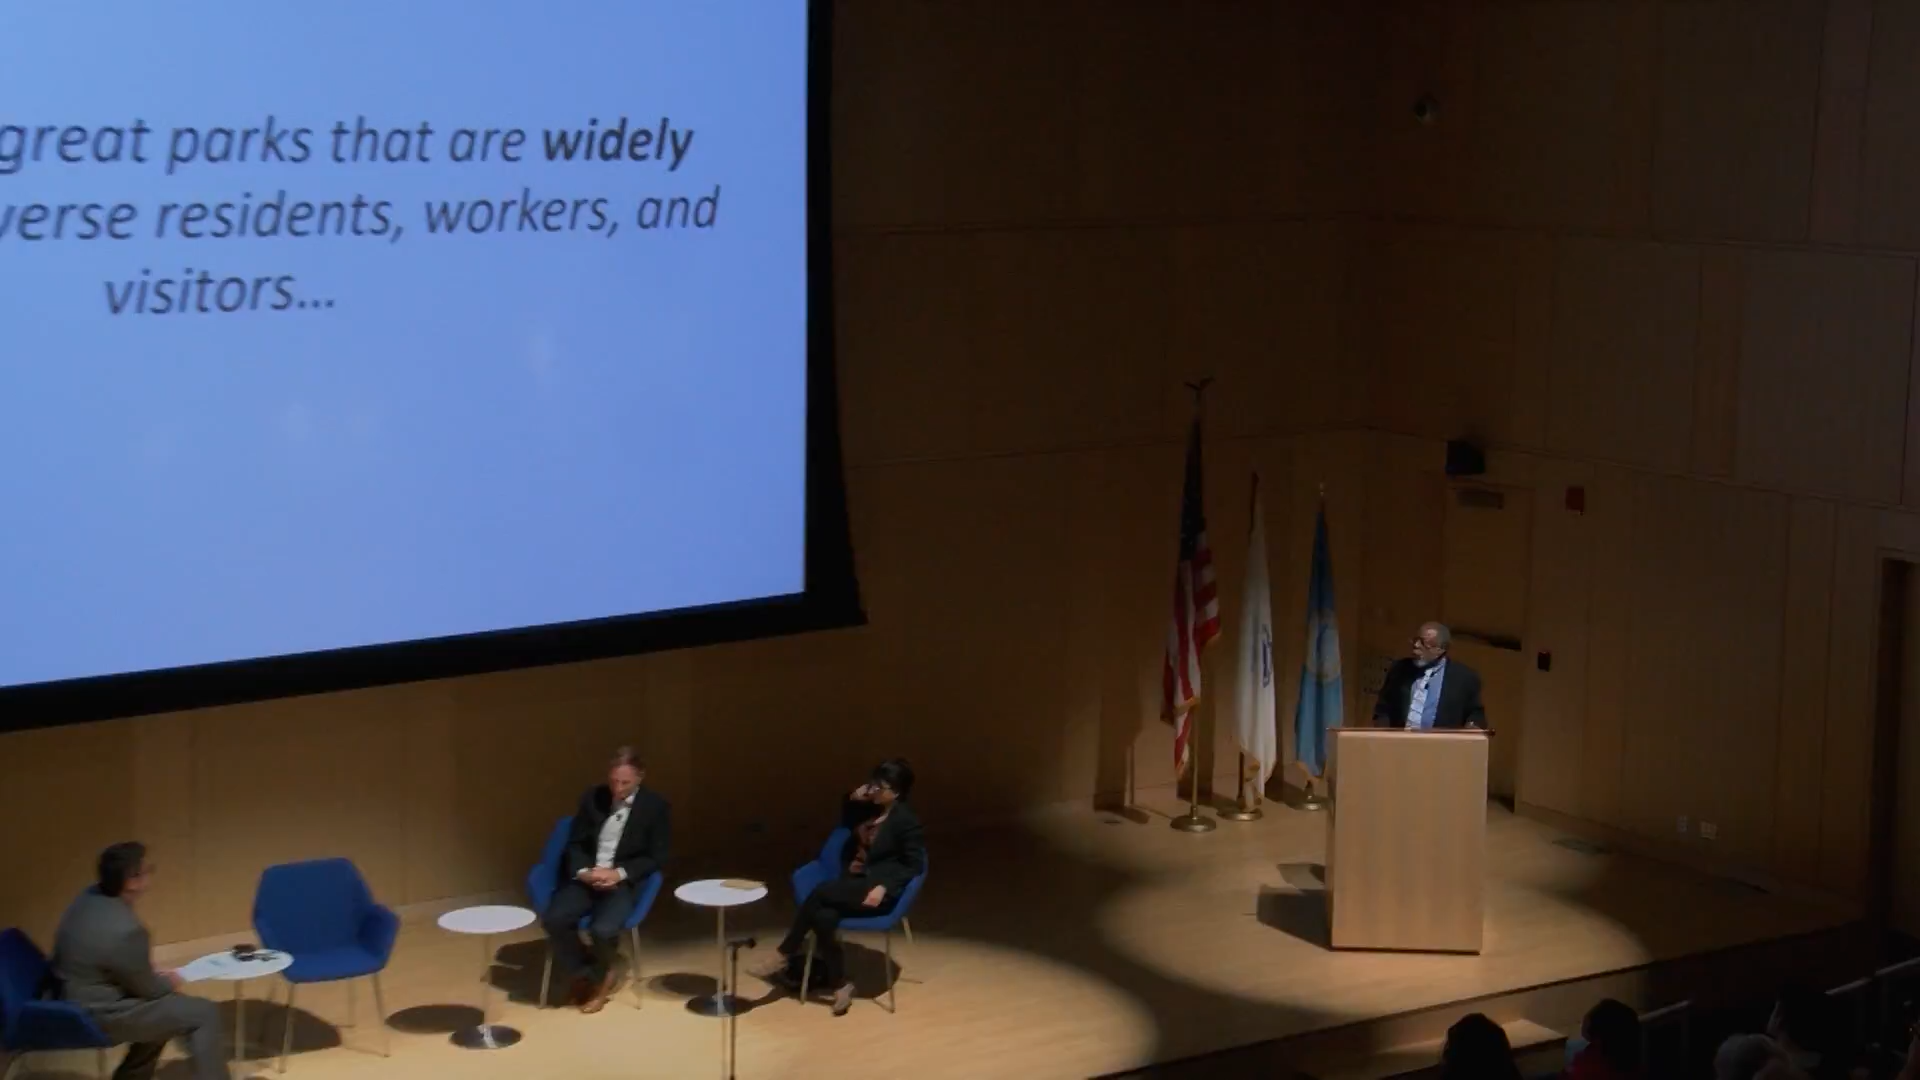 great parks that are widely
verse residents, workers, and
visitors...